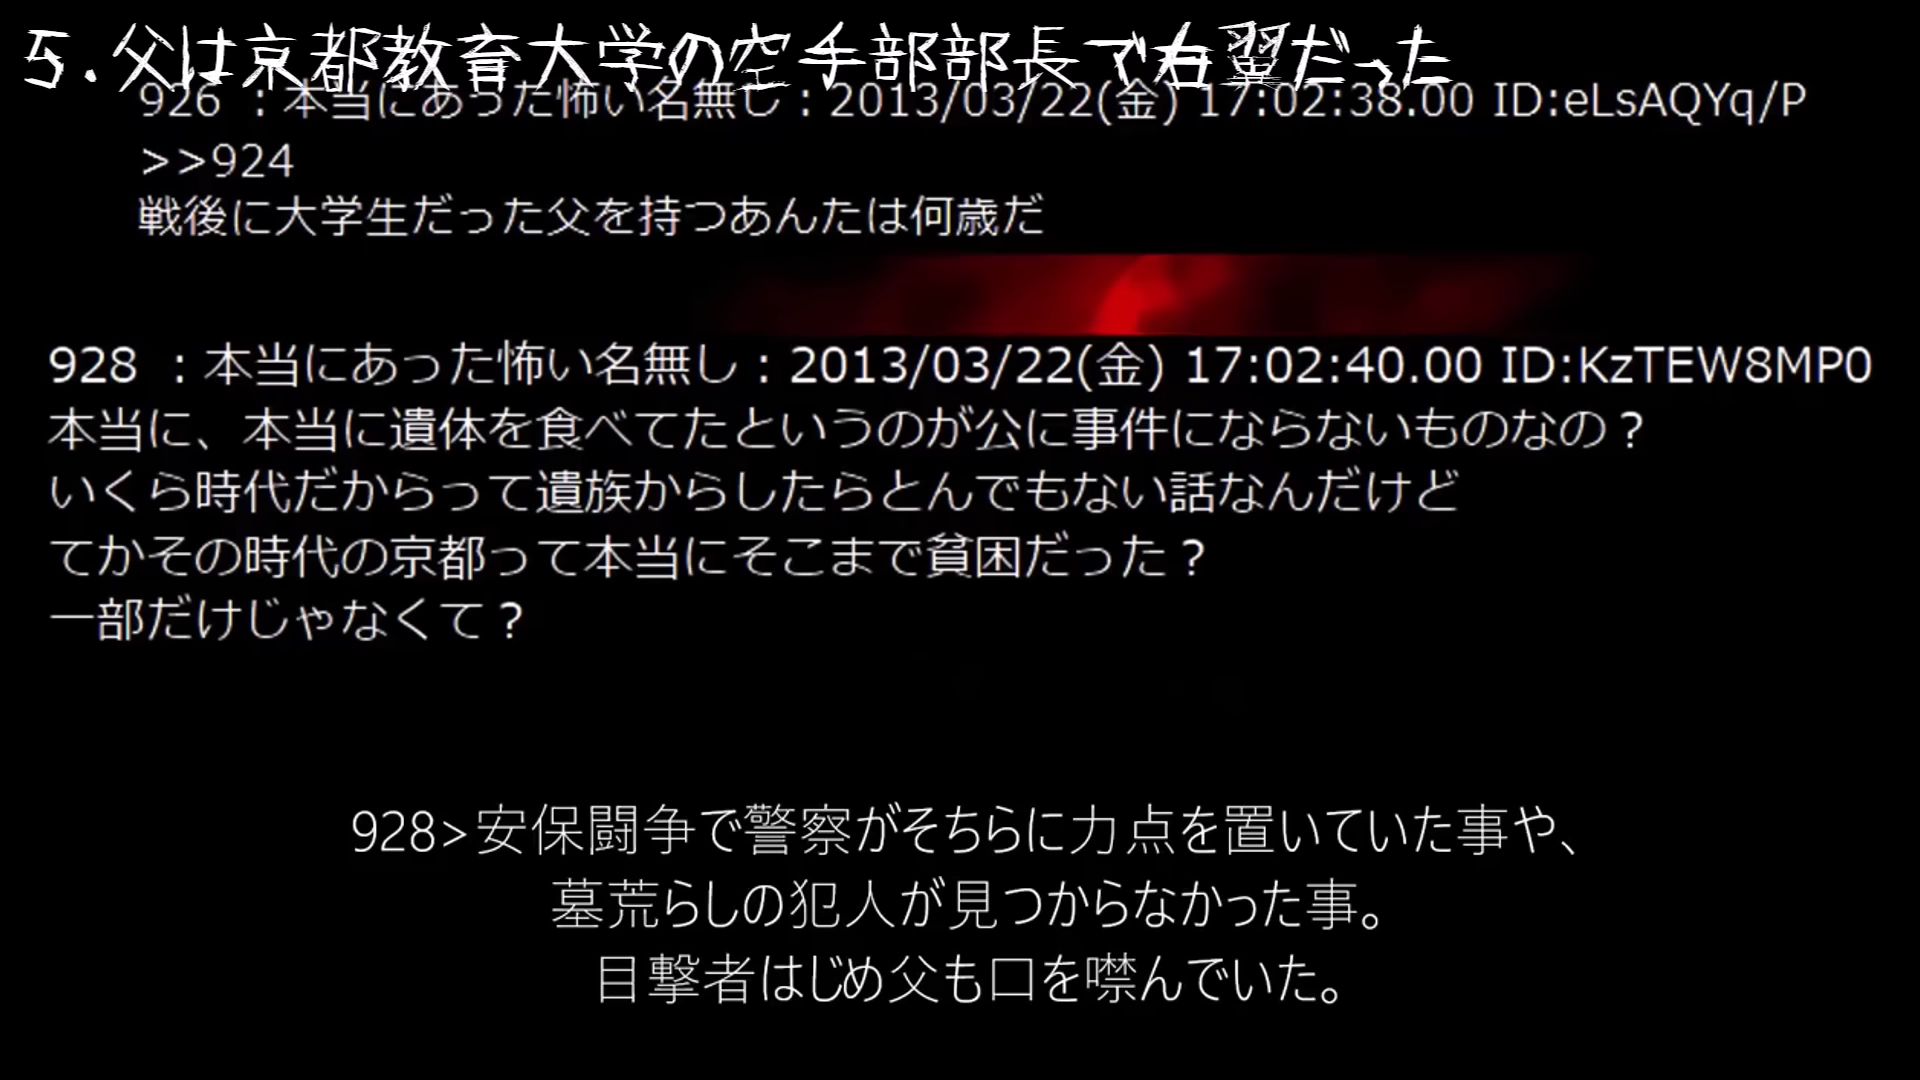 5.父は京都教育大学の空手部部長で右翼だった
926 ：本当にあった怖い名無し：2013/03/22(金) 17:02:38.00 ID:eLsAQYq/P
>>924
戦後に大学生だった父を持つあんたは何歳だ
928 ：本当にあった怖い名無し：2013/03/22(金) 17:02:40.00 ID:KzTEW8MP0
本当に、本当に遺体を食べてたというのが公に事件にならないものなの？
いくら時代だからって遺族からしたらとんでもない話なんだけど
てかその時代の京都って本当にそこまで貧困だった？
一部だけじゃなくて？
928>安保闘争で警察がそちらに力点を置いていた事や、
墓荒らしの犯人が見つからなかった事。
目撃者はじめ父も口を噤んでいた。